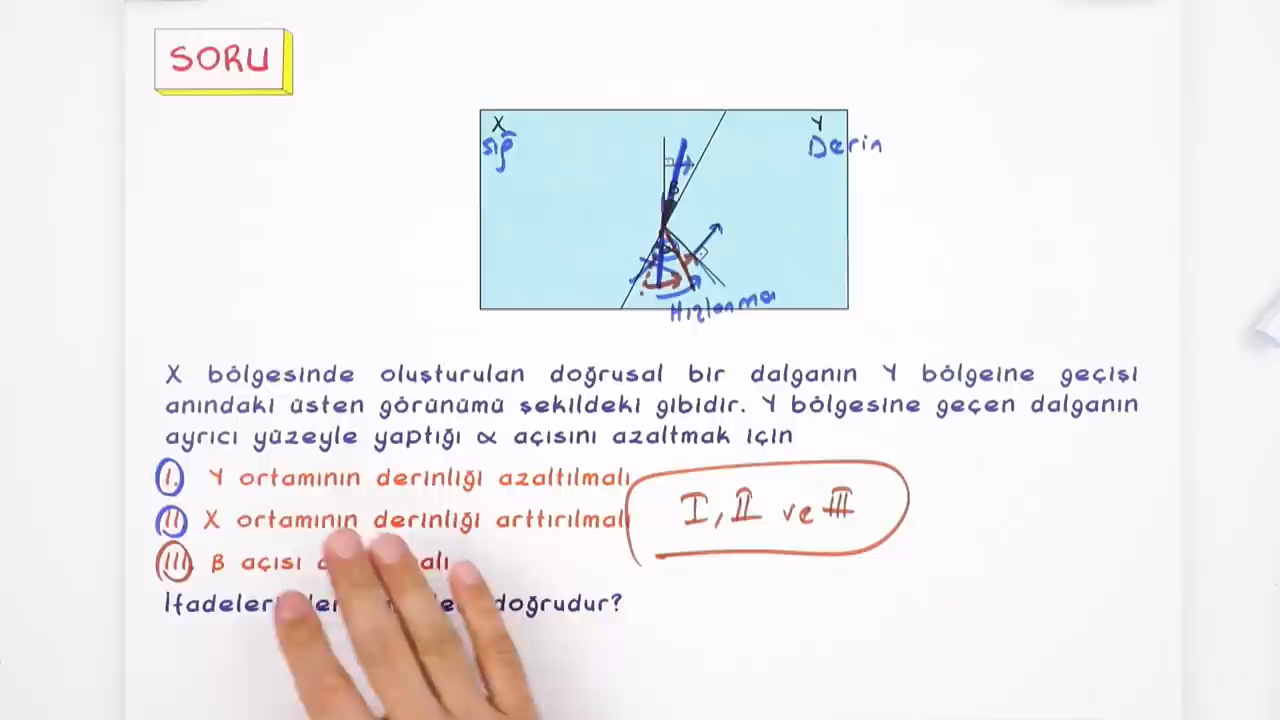 SORU
X
Y
sığ
Derin
β
Hızlanma
X bölgesinde oluşturulan doğrusal bir dalganın Y bölgeine geçişi
anındaki üsten görünümü şekildeki gibidir. Y bölgesine geçen dalganın
ayrıcı yüzeyle yaptığı α açısını azaltmak için
I. Y ortamının derinliği azaltılmalı
II X ortamının derinliği arttırılmalı
III. β açısı
I, II ve III
doğrudur?